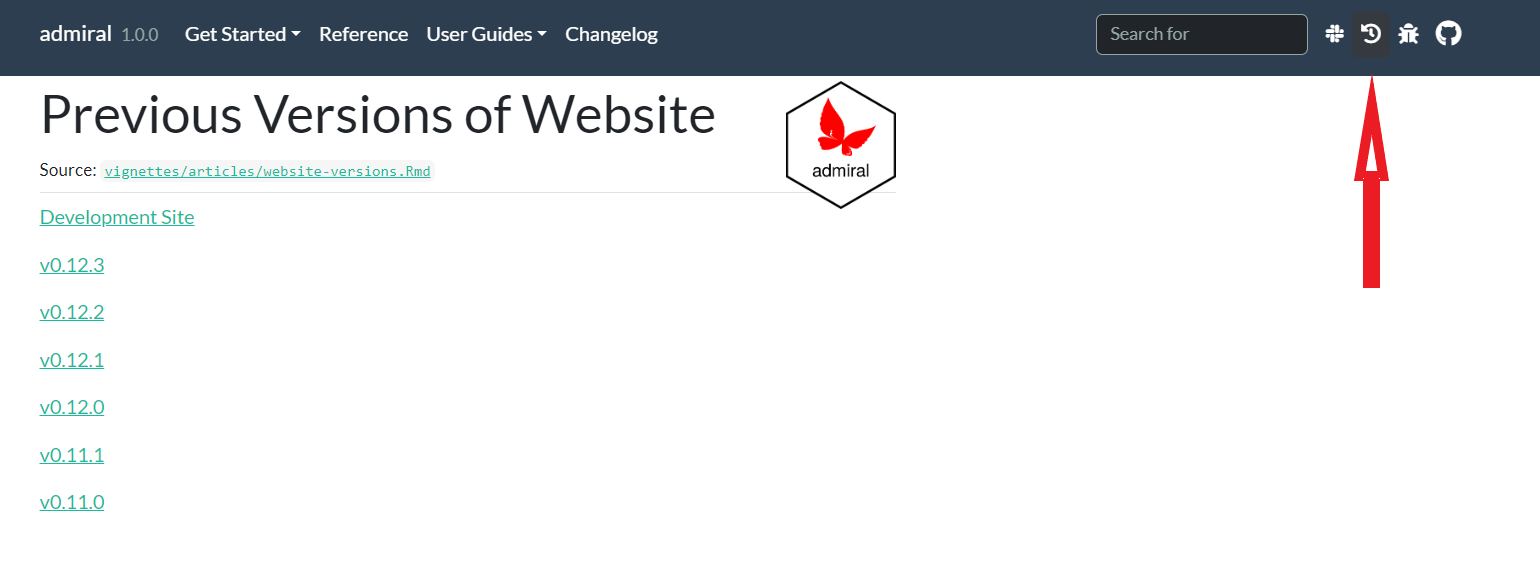 admiral 1.0.0 Get Started Reference User Guides Changelog Search for
Previous Versions of Website
admiral
Source: vignettes/articles/website-versions.Rmd
Development Site
v0.12.3
v0.12.2
v0.12.1
v0.12.0
v0.11.1
v0.11.0